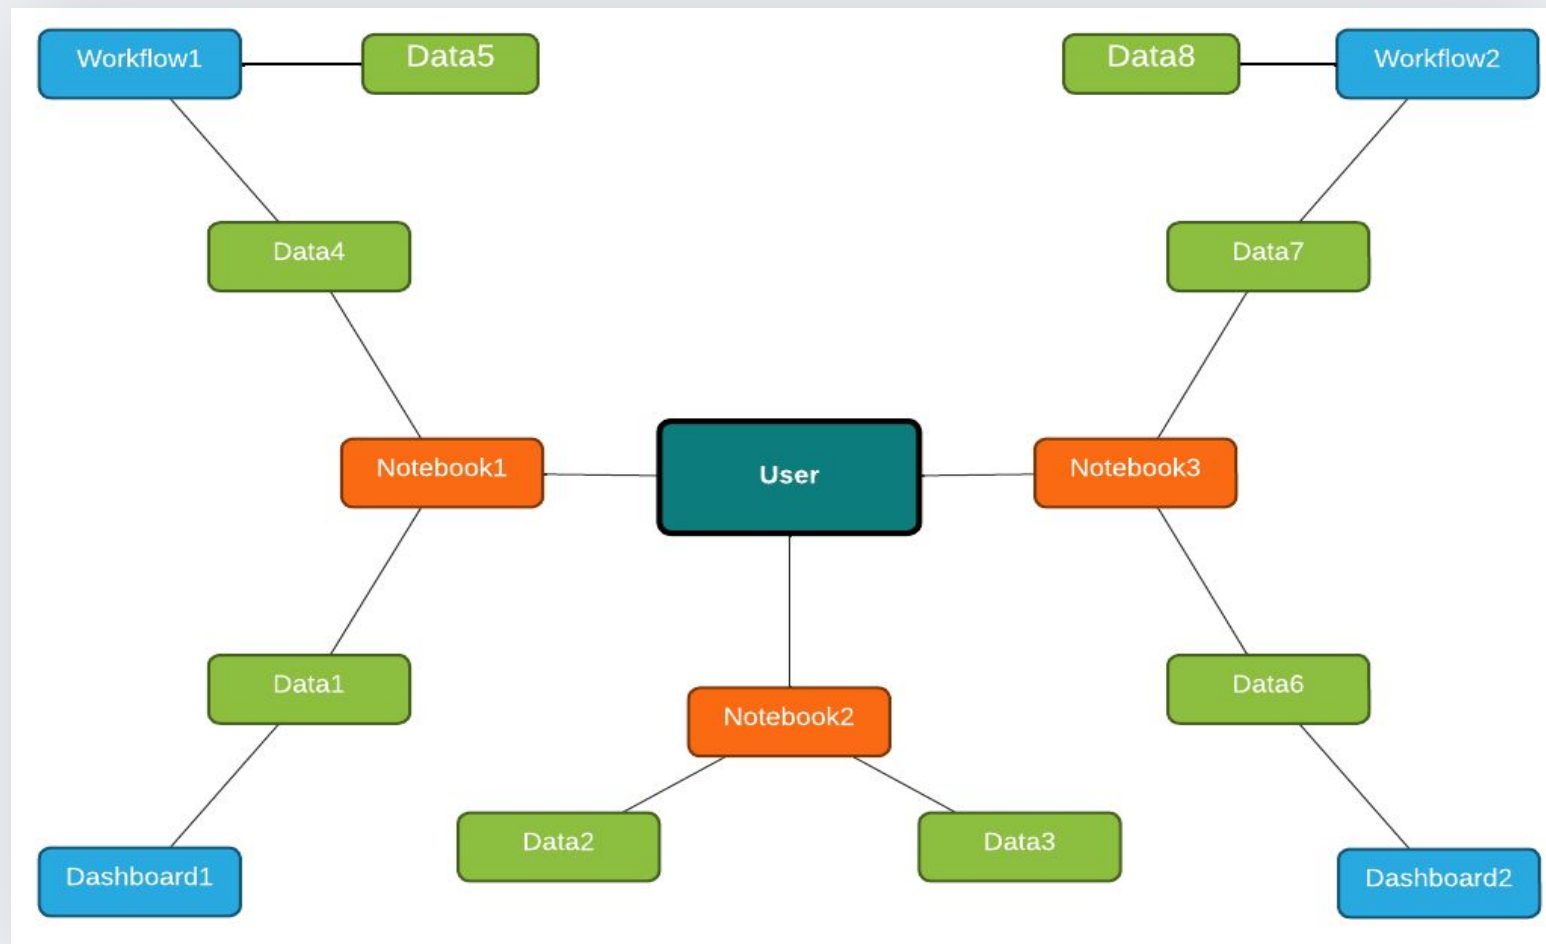 Workflow1
Data5
Data8
Workflow2
Data4
Data7
Notebook1
User
Notebook3
Data1
Data6
Notebook2
Data2
Data3
Dashboard1
Dashboard2